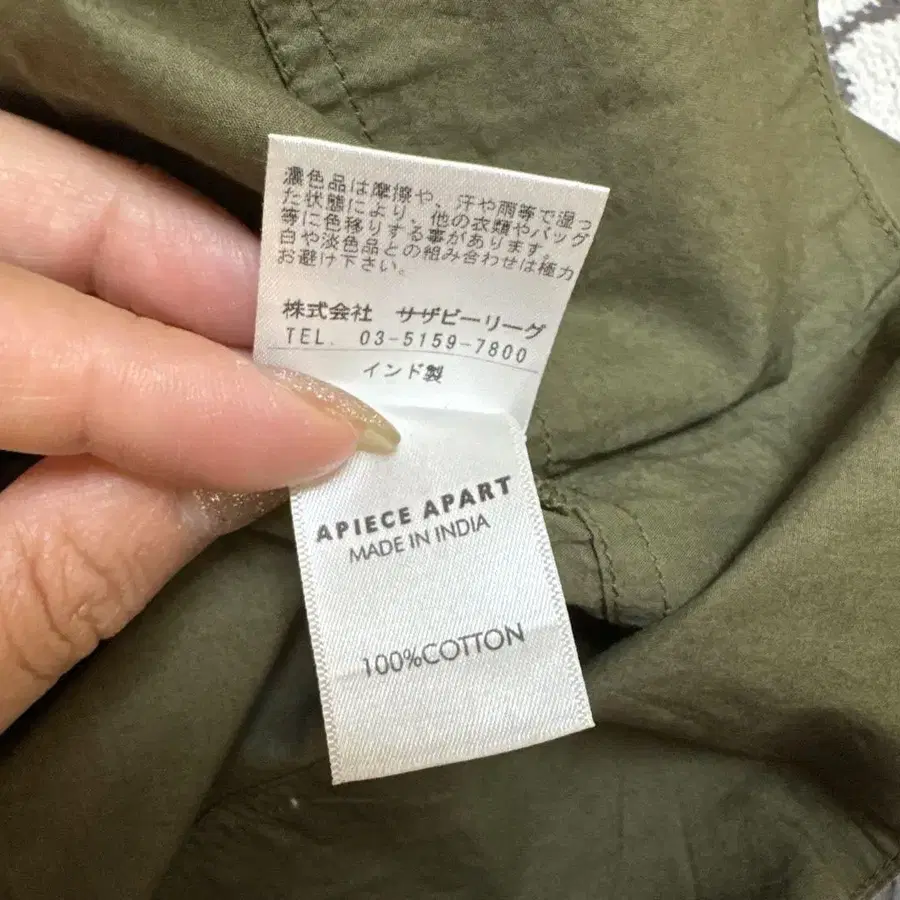 濃色品は摩擦や、汗や雨等で湿っ
た状態により、他の衣類やバッグ
等に色移りする事があります。
白や淡色品との組み合わせは極力
お避け下さい。
株式会社 サザビーリーグ
TEL. 03-5159-7800
インド製
APIECE APART
MADE IN INDIA
100%COTTON